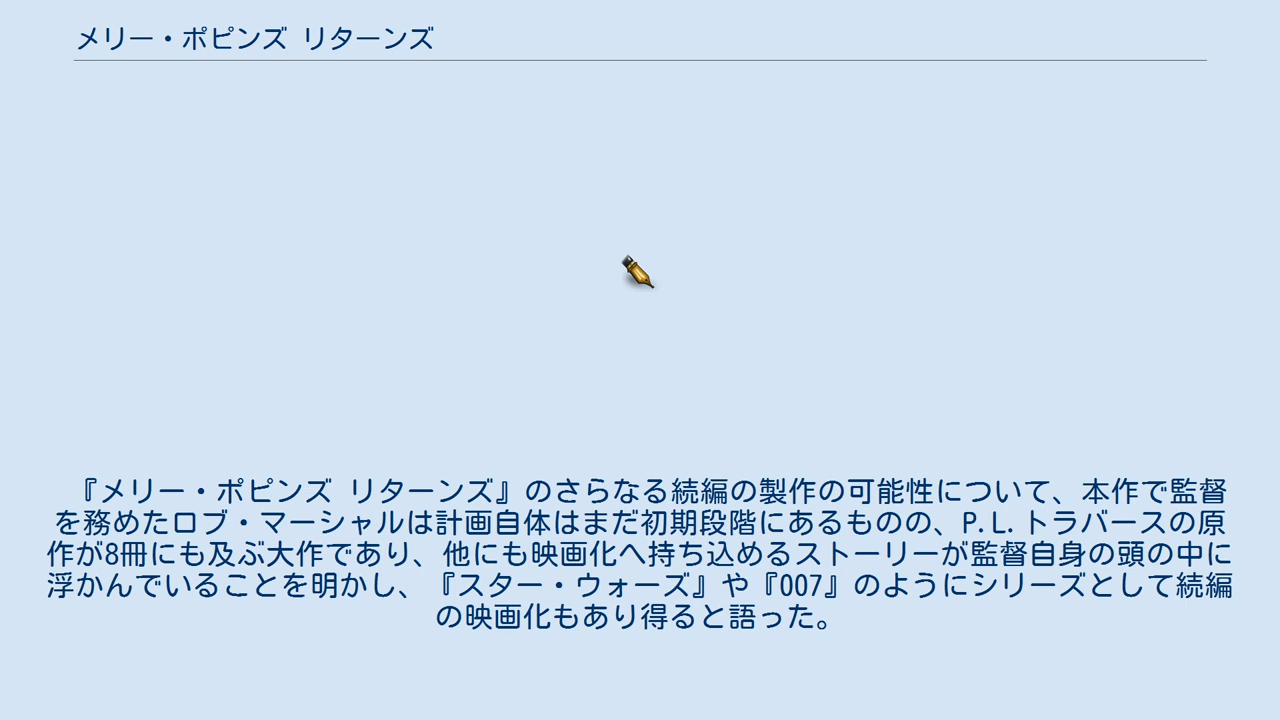 メリー・ポピンズ リターンズ
『メリー・ポピンズ リターンズ』のさらなる続編の製作の可能性について、本作で監督
を務めたロブ・マーシャルは計画自体はまだ初期段階にあるものの、P.L.トラバースの原
作が8冊にも及ぶ大作であり、他にも映画化へ持ち込めるストーリーが監督自身の頭の中に
浮かんでいることを明かし、『スター・ウォーズ』や『007』のようにシリーズとして続編
の映画化もあり得ると語った。